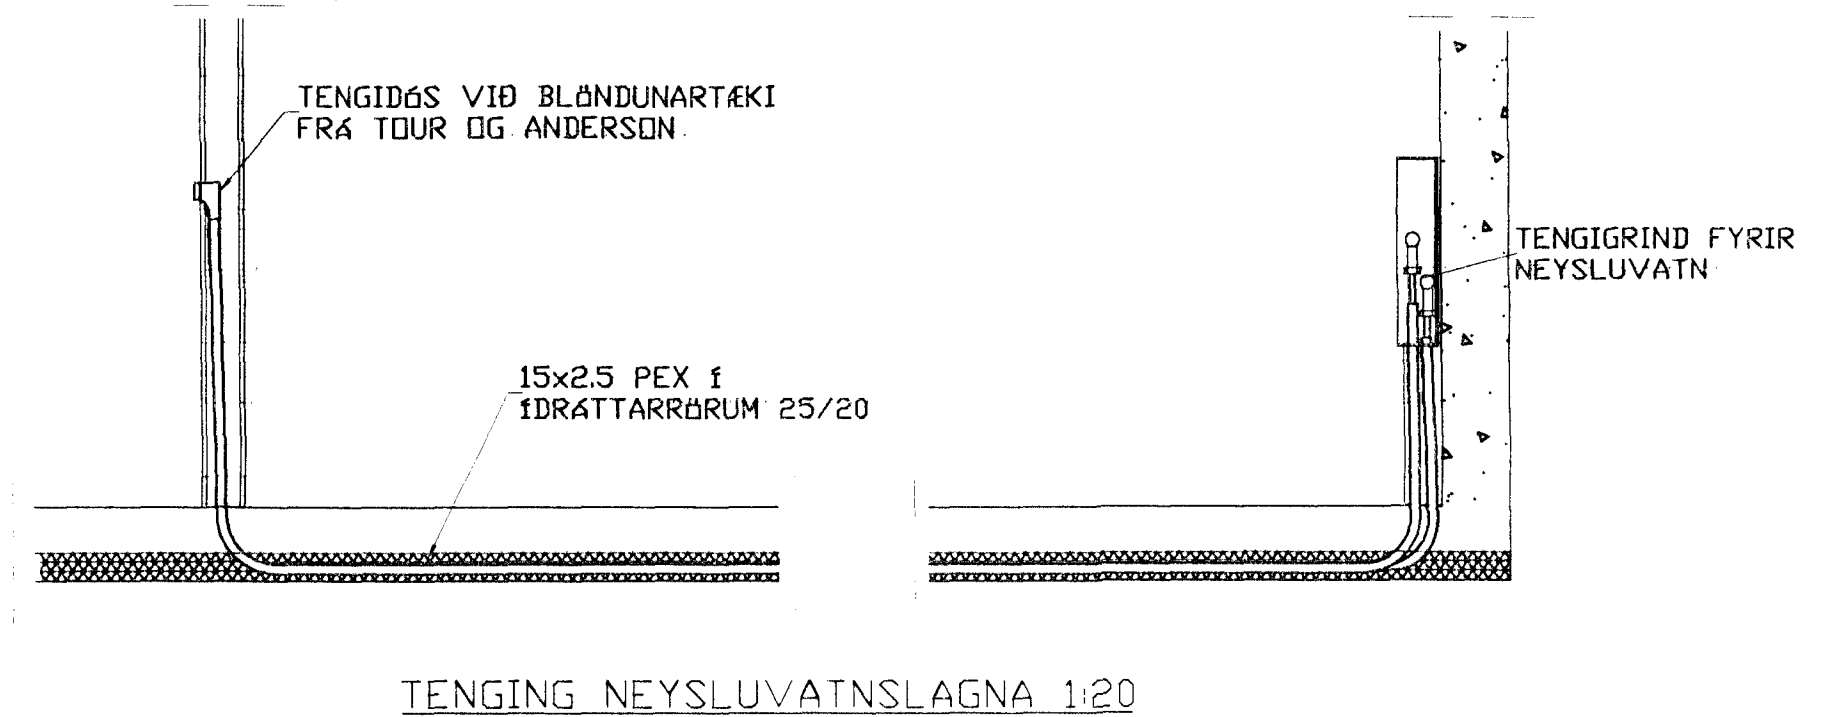 TENGIDÓS VIÐ BLÖNDUNARTÆKI
FRÁ TOUR OG ANDERSON.
15x2.5 PEX Í
ÍDRÁTTARRÖRUM 25/20
TENGIGRIND FYRIR
NEYSLUVATN
TENGING NEYSLUVATNSLAGNA 1:20